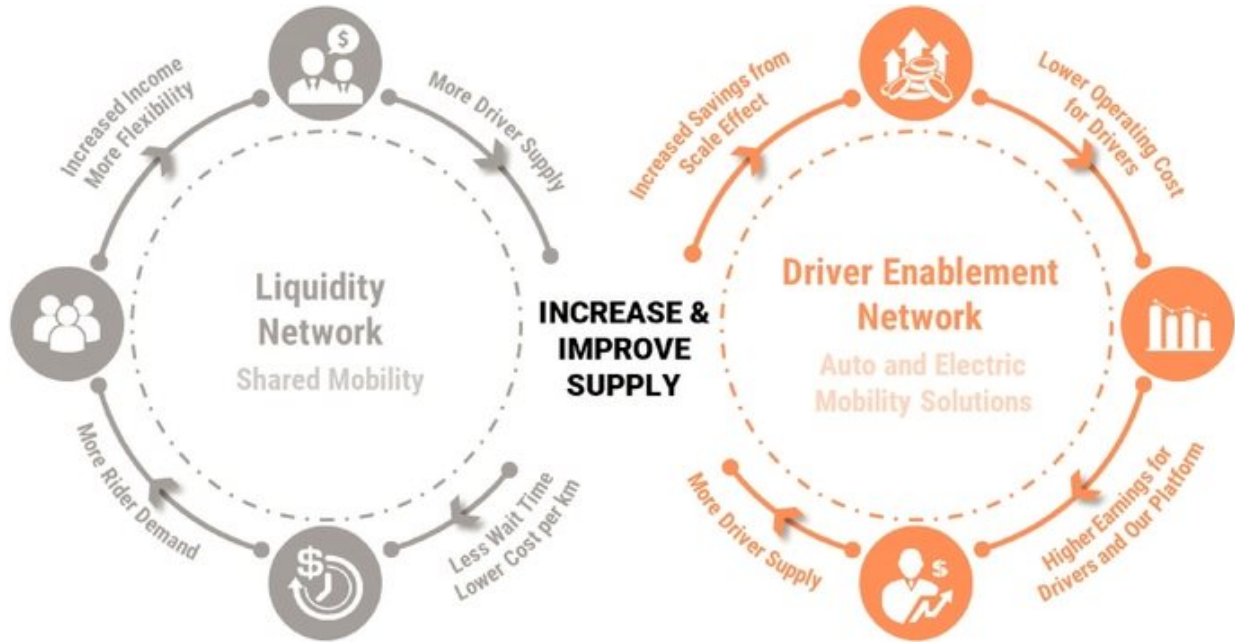 Increased Income
More Flexibility
$
More Driver Supply
Liquidity
Network
Shared Mobility
More Rider Demand
$
Less Wait Time
Lower Cost per km
INCREASE &
IMPROVE
SUPPLY
Increased Savings from
Scale Effect
Lower Operating Cost
for Drivers
Driver Enablement
Network
Auto and Electric
Mobility Solutions
More Driver Supply
$
Higher Earnings for
Drivers and Our Platform